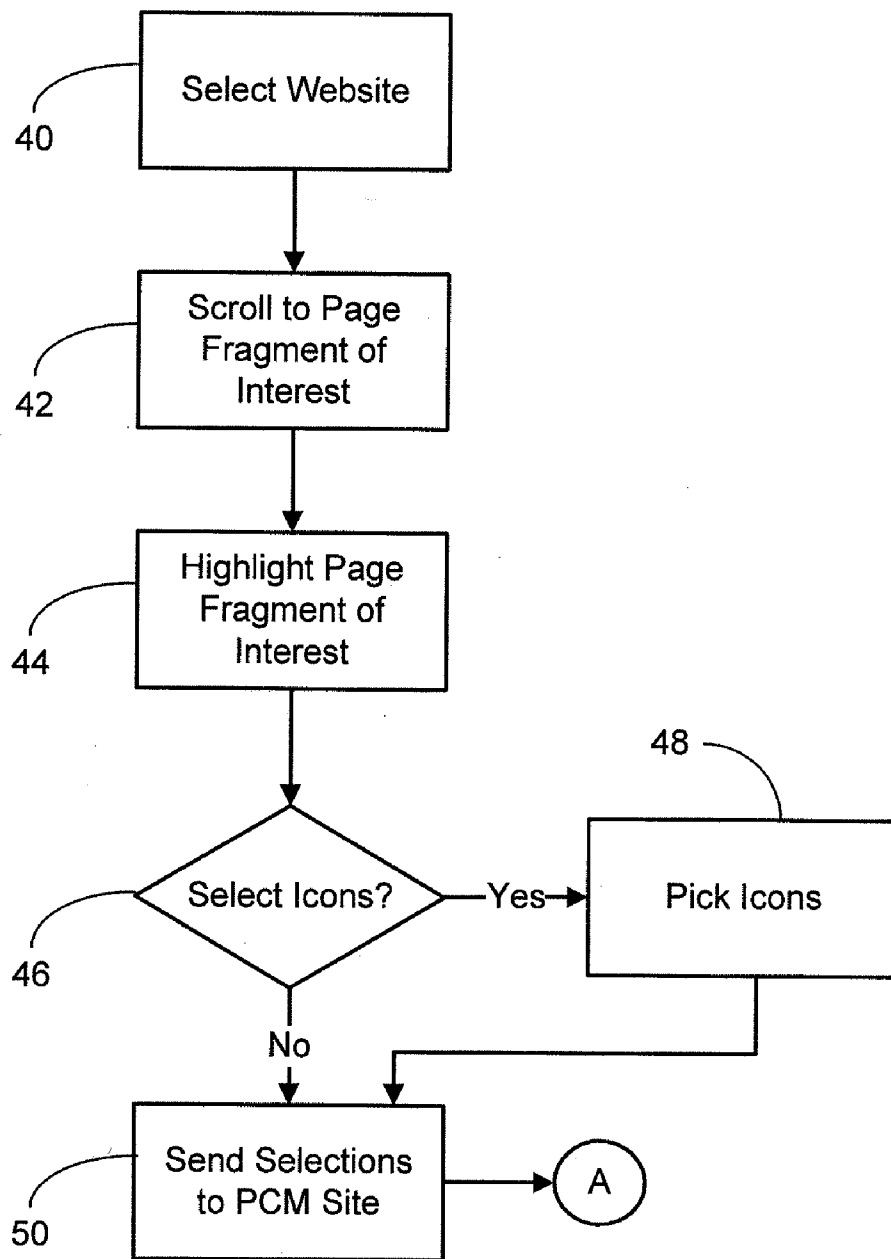 Select Website
40
Scroll to Page
Fragment of
Interest
42
Highlight Page
Fragment of
Interest
44
48
Select Icons?
Yes
Pick Icons
46
No
Send Selections
to PCM Site
A
50